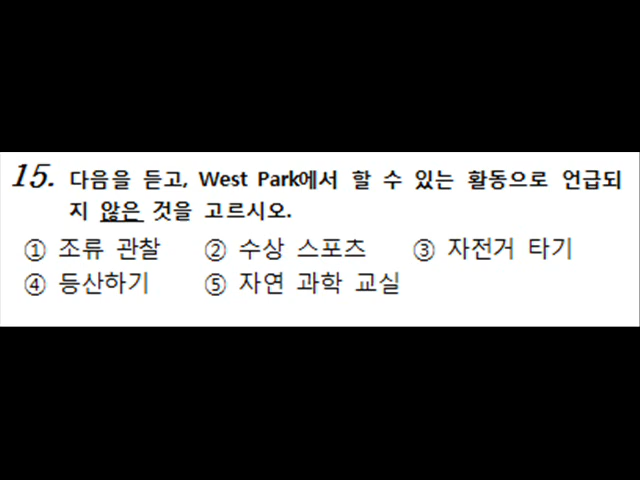 15. 다음을 듣고, West Park에서 할 수 있는 활동으로 언급되
지 않은 것을 고르시오.
① 조류 관찰 ② 수상 스포츠 ③ 자전거 타기
④ 등산하기 ⑤ 자연 과학 교실